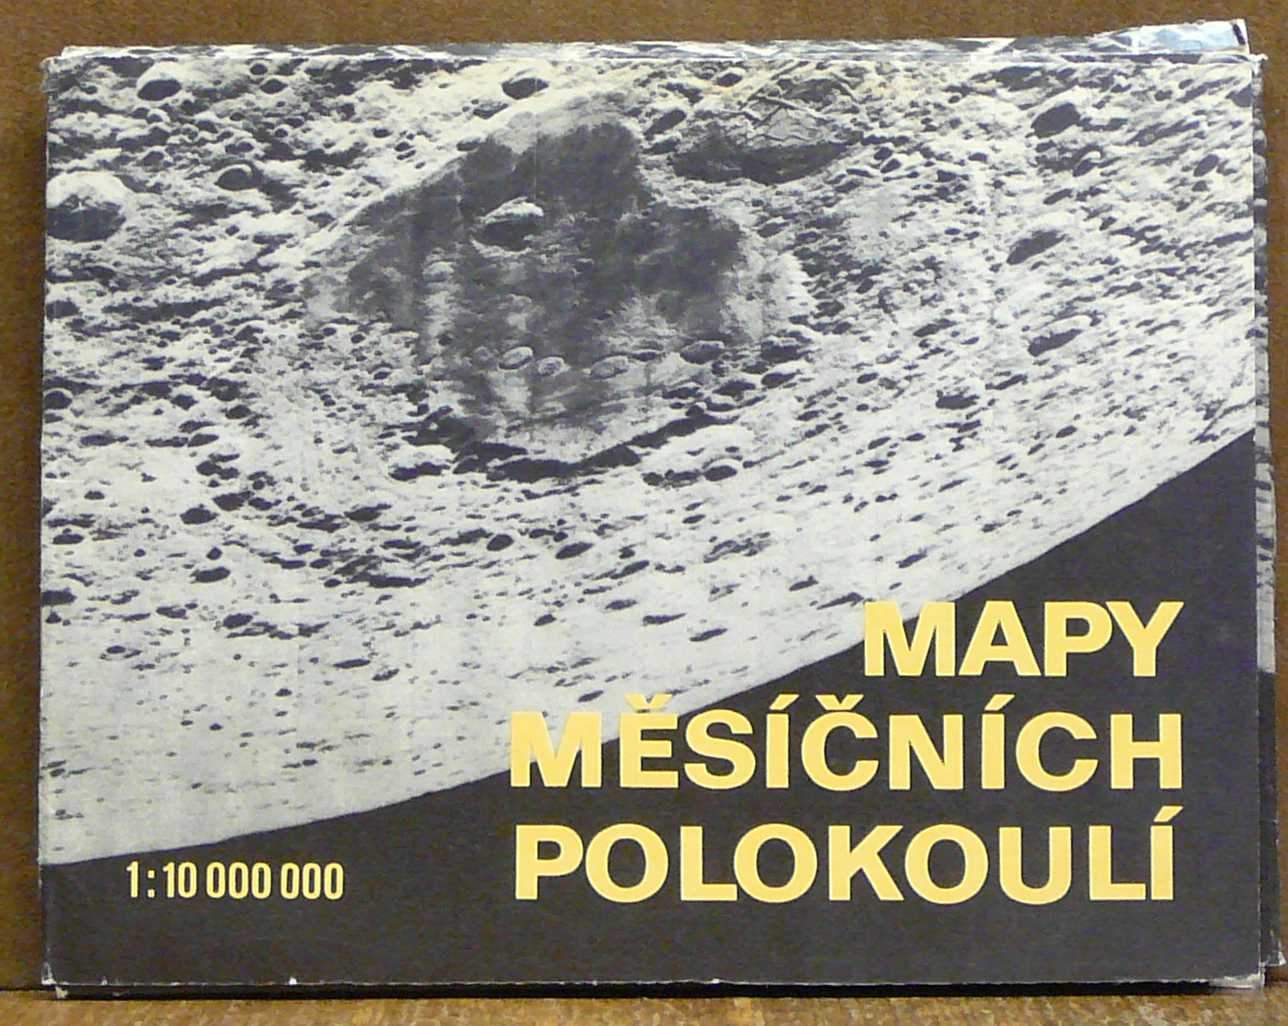 MAPY
MĚSÍČNÍCH
POLOKOULÍ
1:10 000 000